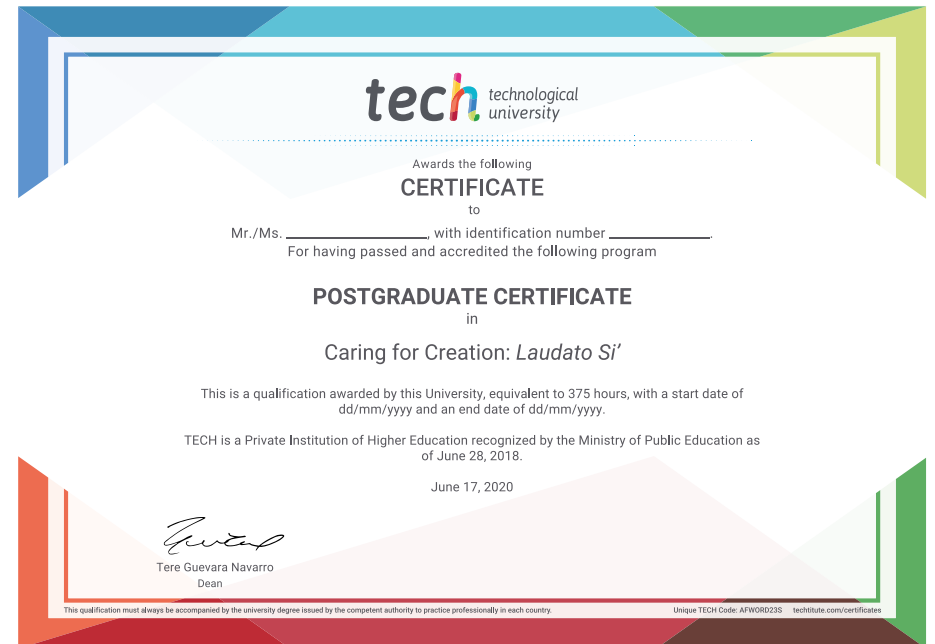 tech technological
university
Awards the following
CERTIFICATE
to
Mr./Ms. ____________, with identification number ____________.
For having passed and accredited the following program
POSTGRADUATE CERTIFICATE
in
Caring for Creation: Laudato Si’
This is a qualification awarded by this University, equivalent to 375 hours, with a start date of
dd/mm/yyyy and an end date of dd/mm/yyyy.
TECH is a Private Institution of Higher Education recognized by the Ministry of Public Education as
of June 28, 2018.
June 17, 2020
Tere Guevara Navarro
Dean
This qualification must always be accompanied by the university degree issued by the competent authority to practice professionally in each country.
Unique TECH Code: AFWORD23S techtitute.com/certificates